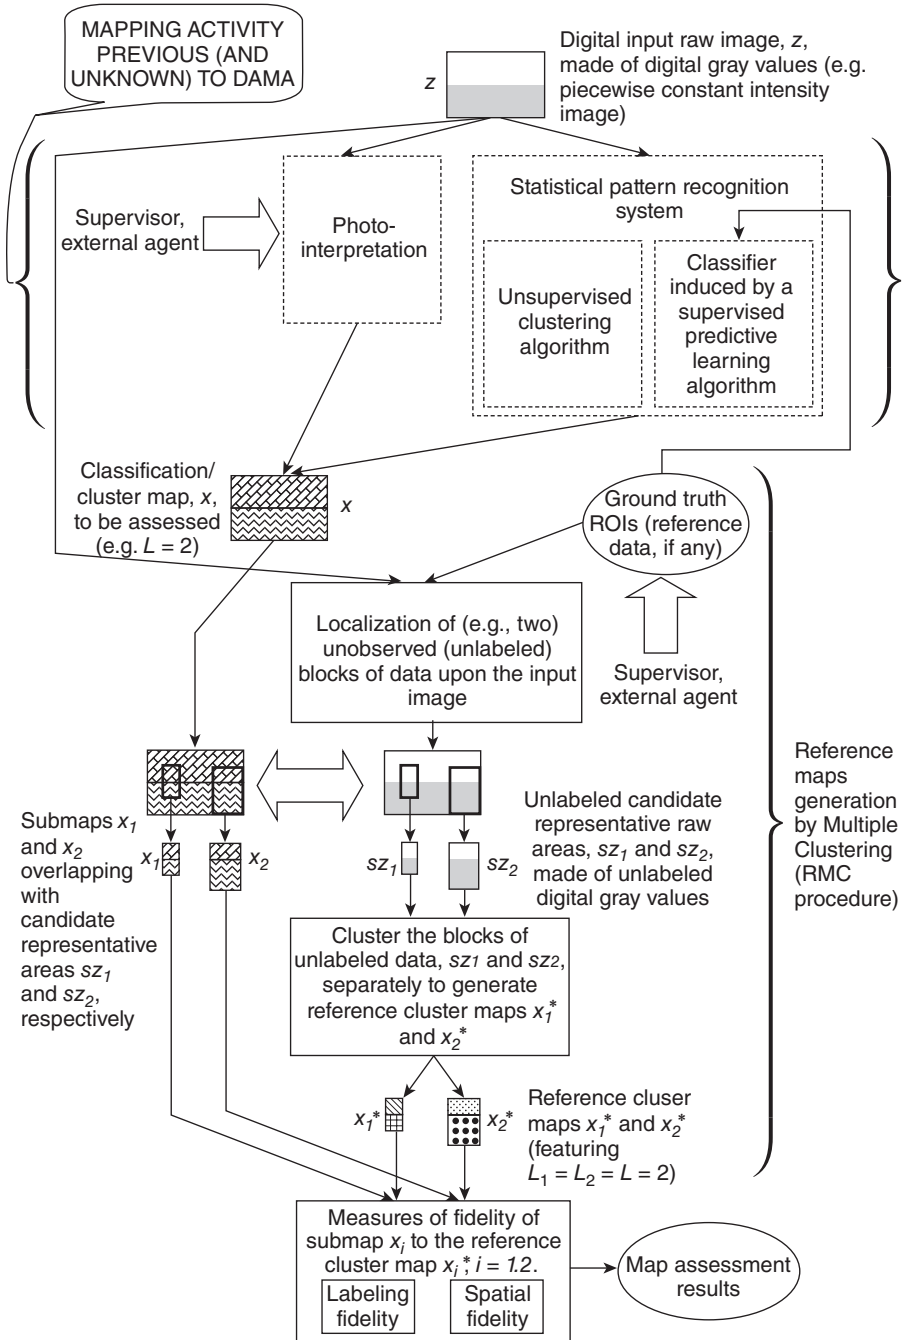 MAPPING ACTIVITY
PREVIOUS (AND
UNKNOWN) TO DAMA
z
Digital input raw image, z,
made of digital gray values (e.g.
piecewise constant intensity
image)
Supervisor,
external agent
Photo-
interpretation
Statistical pattern recognition
system
Unsupervised
clustering
algorithm
Classifier
induced by a
supervised
predictive
learning
algorithm
Classification/
cluster map, x,
to be assessed
(e.g. L = 2)
x
Ground truth
ROIs (reference
data, if any)
Supervisor,
external agent
Localization of (e.g., two)
unobserved (unlabeled)
blocks of data upon the input
image
Reference
maps
generation
by Multiple
Clustering
(RMC
procedure)
Submaps x1
and x2
overlapping
with
candidate
representative
areas sz1
and sz2,
respectively
x1
x2
sz1
sz2
Unlabeled candidate
representative raw
areas, sz1 and sz2,
made of unlabeled
digital gray values
Cluster the blocks of
unlabeled data, sz1 and sz2,
separately to generate
reference cluster maps x1*
and x2*
x1*
x2*
Reference cluser
maps x1* and x2*
(featuring
L1 = L2 = L = 2)
Measures of fidelity of
submap xi to the reference
cluster map xi*, i = 1.2.
Labeling
fidelity
Spatial
fidelity
Map assessment
results